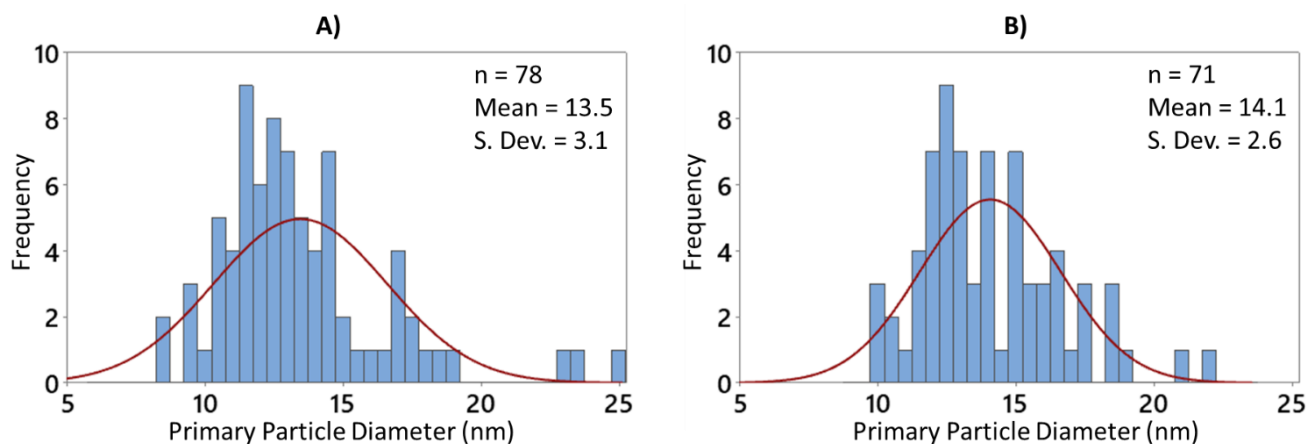 A)
10
8
6
4
2
0
Frequency
n = 78
Mean = 13.5
S. Dev. = 3.1
5 10 15 20 25
Primary Particle Diameter (nm)
B)
10
8
6
4
2
0
Frequency
n = 71
Mean = 14.1
S. Dev. = 2.6
5 10 15 20 25
Primary Particle Diameter (nm)